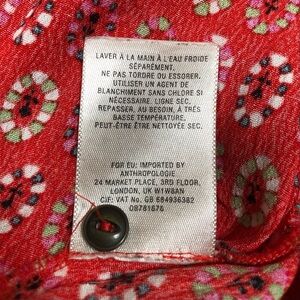 LAVER À LA MAIN À L'EAU FROIDE
SÉPARÉMENT.
NE PAS TORDRE OU ESSORER.
UTILISER UN AGENT DE
BLANCHIMENT SANS CHLORE SI
NÉCESSAIRE. LIGNE SEC.
REPASSER, AU BESOIN, À TRÈS
BASSE TEMPÉRATURE.
PEUT-ÊTRE ÊTRE NETTOYÉE SEC.
FOR EU: IMPORTED BY
ANTHROPOLOGIE
24 MARKET PLACE, 3RD FLOOR,
LONDON, UK W1W8AN
CIF: VAT No. GB 684936382
OB761876